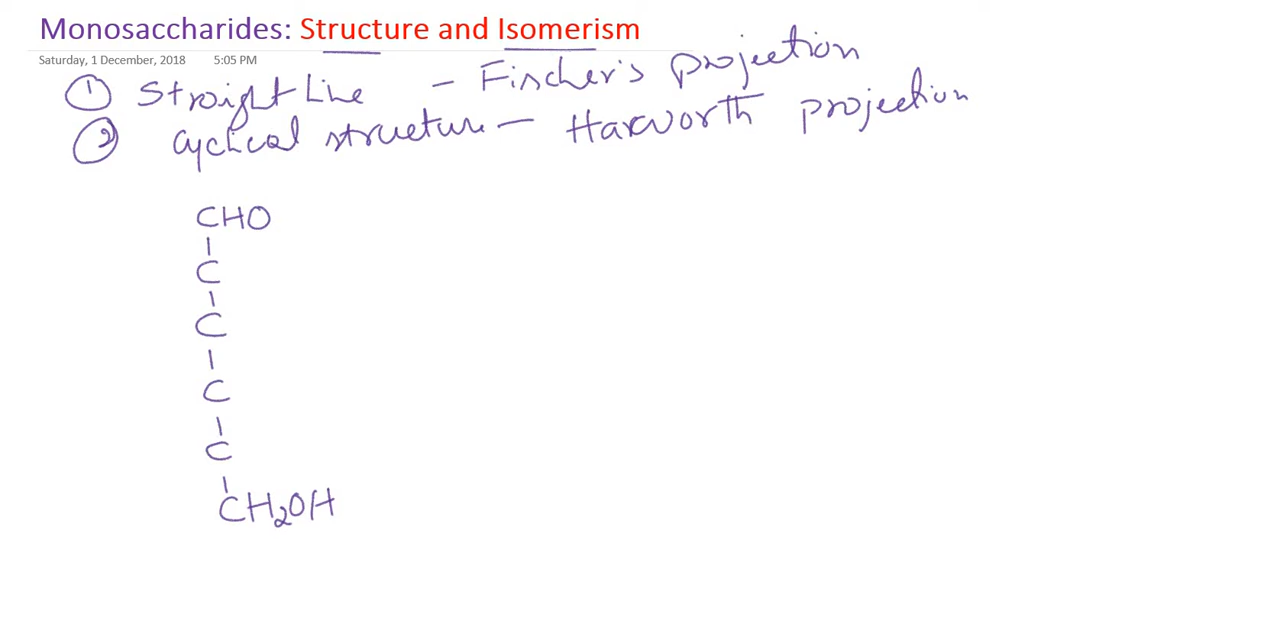 Monosaccharides: Structure and Isomerism
Saturday, 1 December, 2018 5:05 PM
① Straight Line - Fischer's projection
② Cyclical structure - Harworth projection
CHO
C
C
C
C
CH2OH